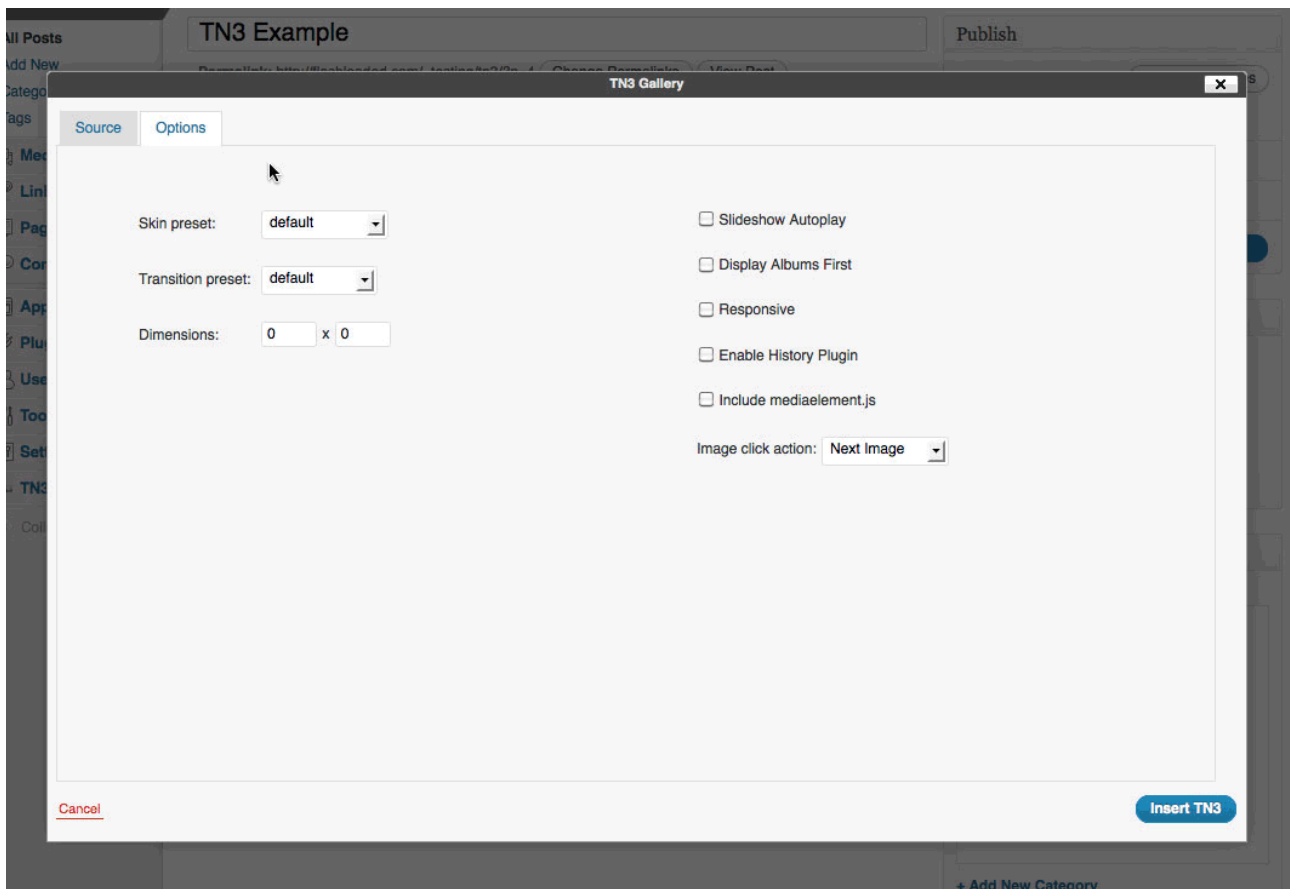 All Posts
TN3 Example
Publish
Add New
TN3 Gallery
x
Tags
Source
Options
Skin preset:
default
Slideshow Autoplay
Transition preset:
default
Display Albums First
Dimensions:
0 x 0
Responsive
Enable History Plugin
Include mediaelement.js
Image click action:
Next Image
TN3
Cancel
Insert TN3
+ Add New Category